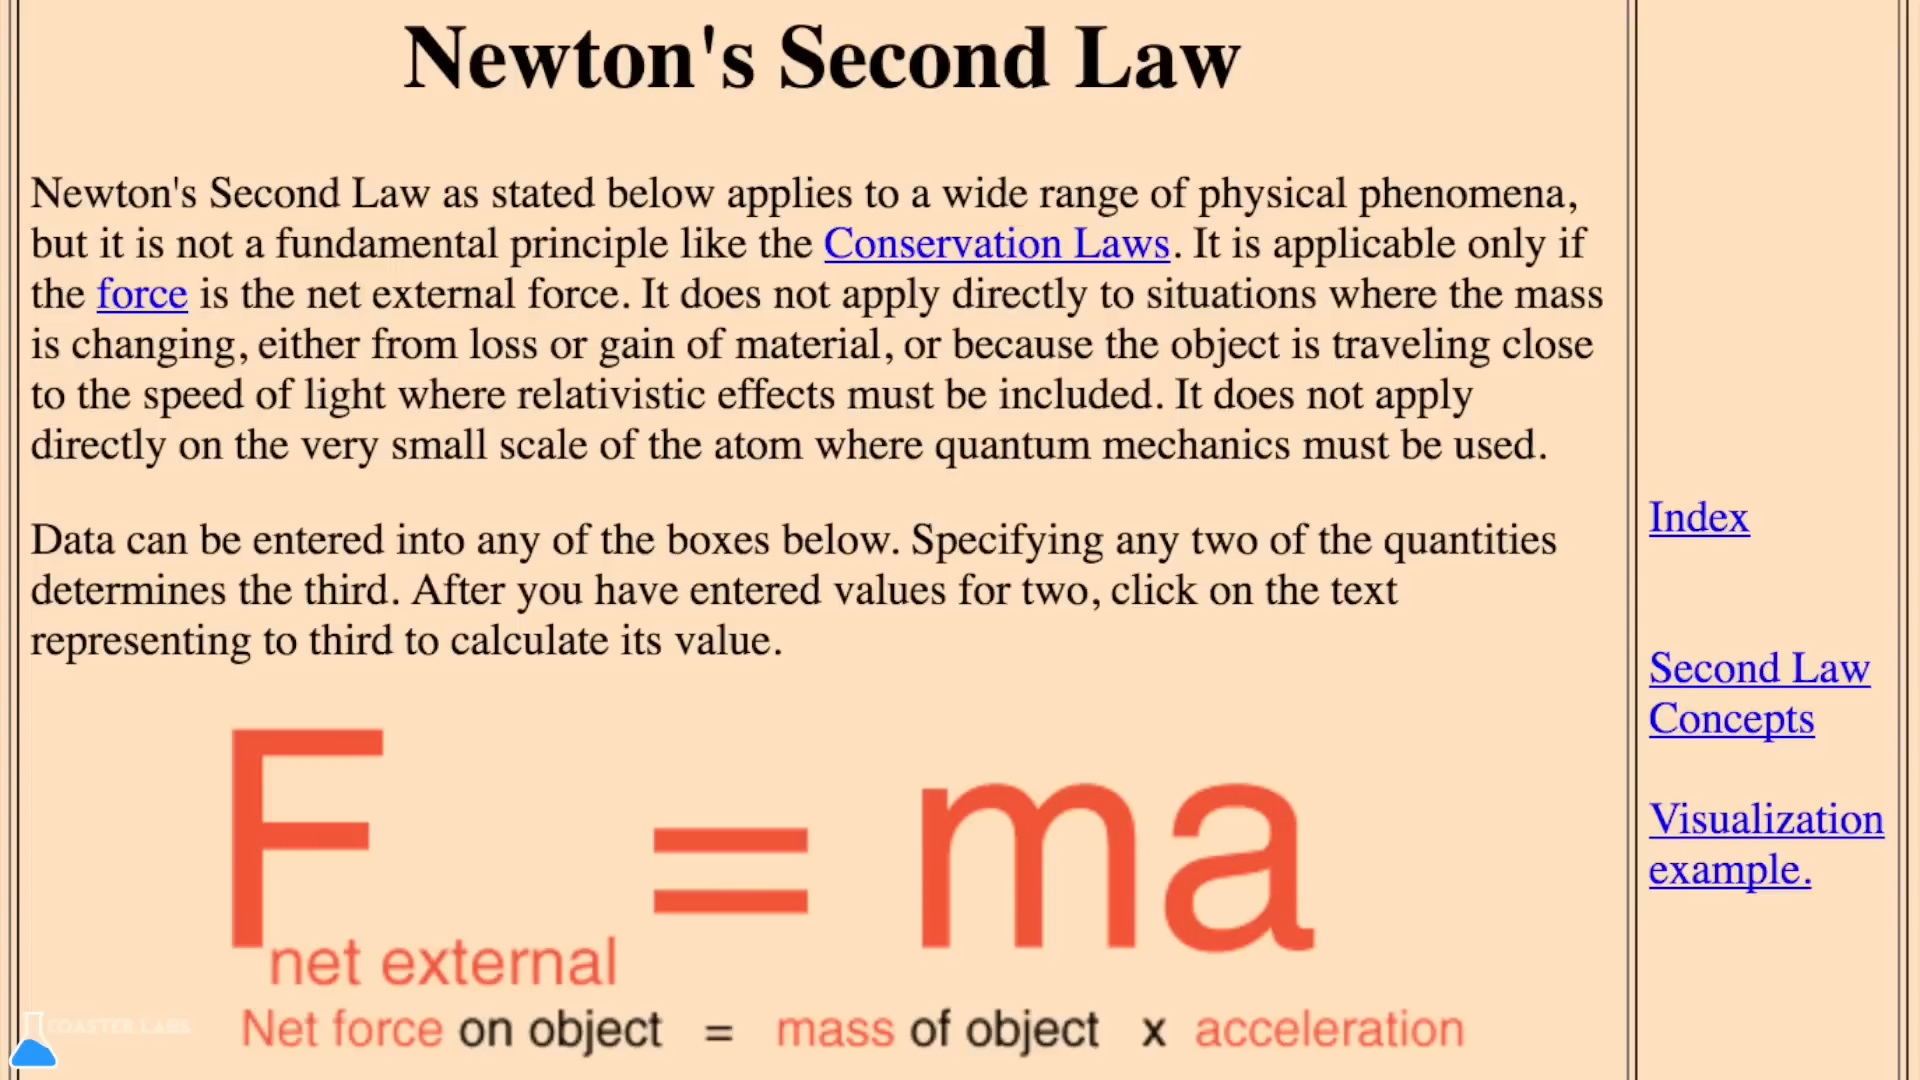 Newton's Second Law
Newton's Second Law as stated below applies to a wide range of physical phenomena,
but it is not a fundamental principle like the Conservation Laws. It is applicable only if
the force is the net external force. It does not apply directly to situations where the mass
is changing, either from loss or gain of material, or because the object is traveling close
to the speed of light where relativistic effects must be included. It does not apply
directly on the very small scale of the atom where quantum mechanics must be used.
Data can be entered into any of the boxes below. Specifying any two of the quantities
determines the third. After you have entered values for two, click on the text
representing to third to calculate its value.
F net external = ma
Net force on object = mass of object x acceleration
Index
Second Law
Concepts
Visualization
example.
COASTER LABS